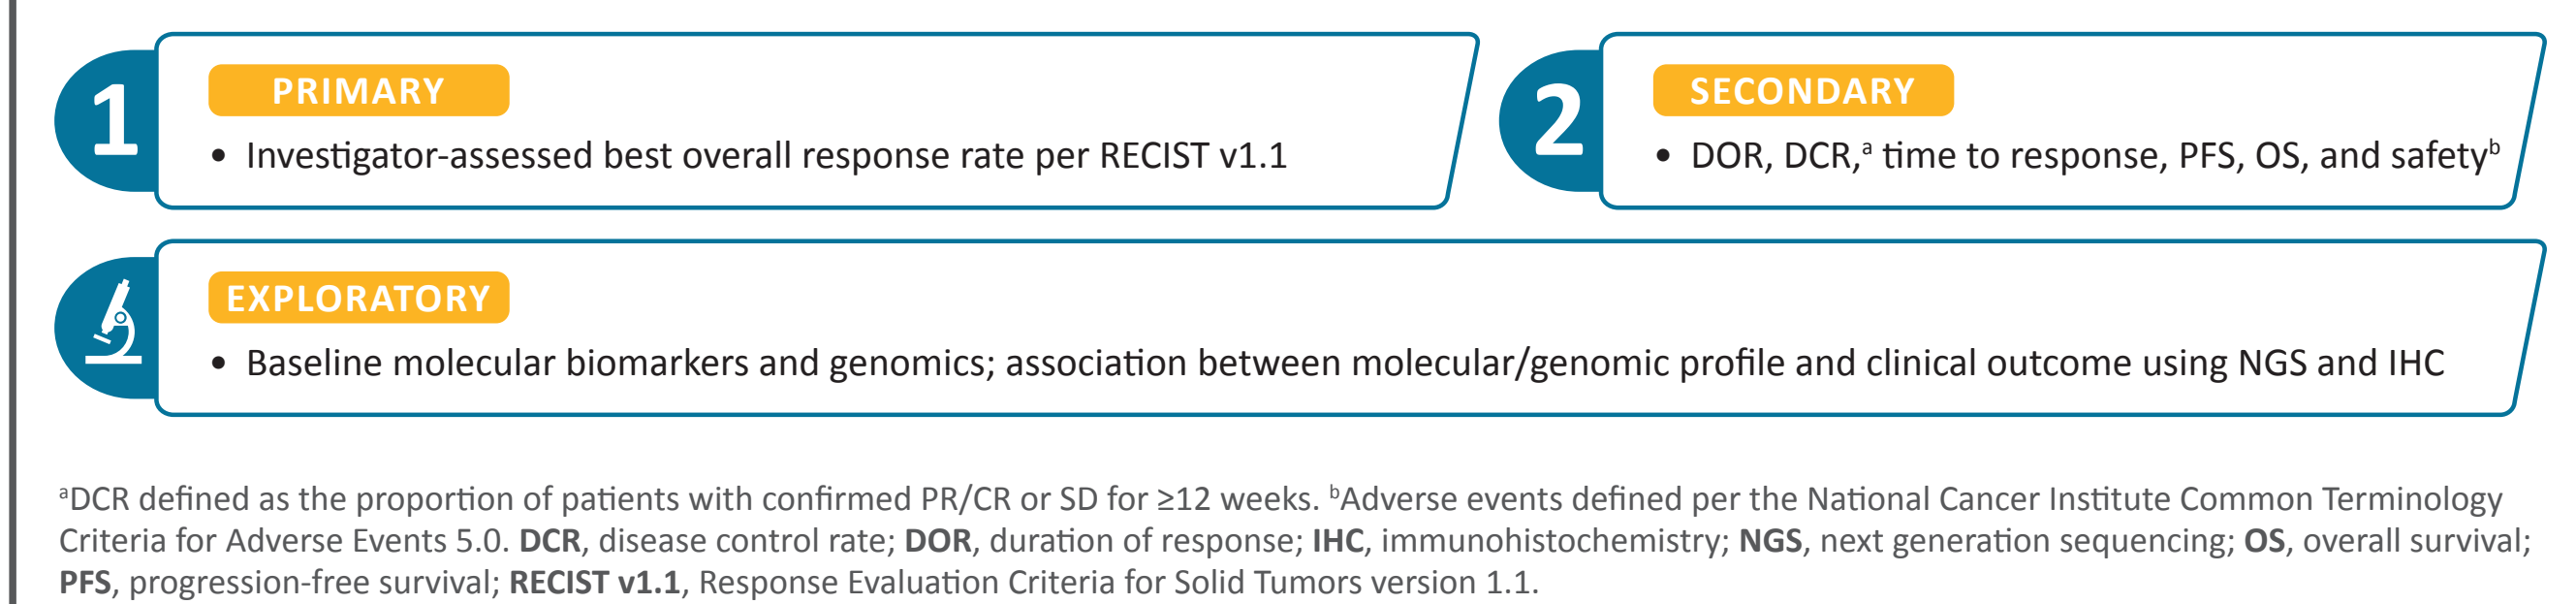 1
PRIMARY
• Investigator-assessed best overall response rate per RECIST v1.1
2
SECONDARY
• DOR, DCR,ᵃ time to response, PFS, OS, and safetyᵇ
EXPLORATORY
• Baseline molecular biomarkers and genomics; association between molecular/genomic profile and clinical outcome using NGS and IHC
ᵃDCR defined as the proportion of patients with confirmed PR/CR or SD for ≥12 weeks. ᵇAdverse events defined per the National Cancer Institute Common Terminology
Criteria for Adverse Events 5.0. DCR, disease control rate; DOR, duration of response; IHC, immunohistochemistry; NGS, next generation sequencing; OS, overall survival;
PFS, progression-free survival; RECIST v1.1, Response Evaluation Criteria for Solid Tumors version 1.1.